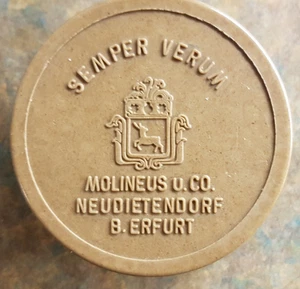 SEMPER VERUM
MOLINEUS U.CO.
NEUDIETENDORF
B.ERFURT